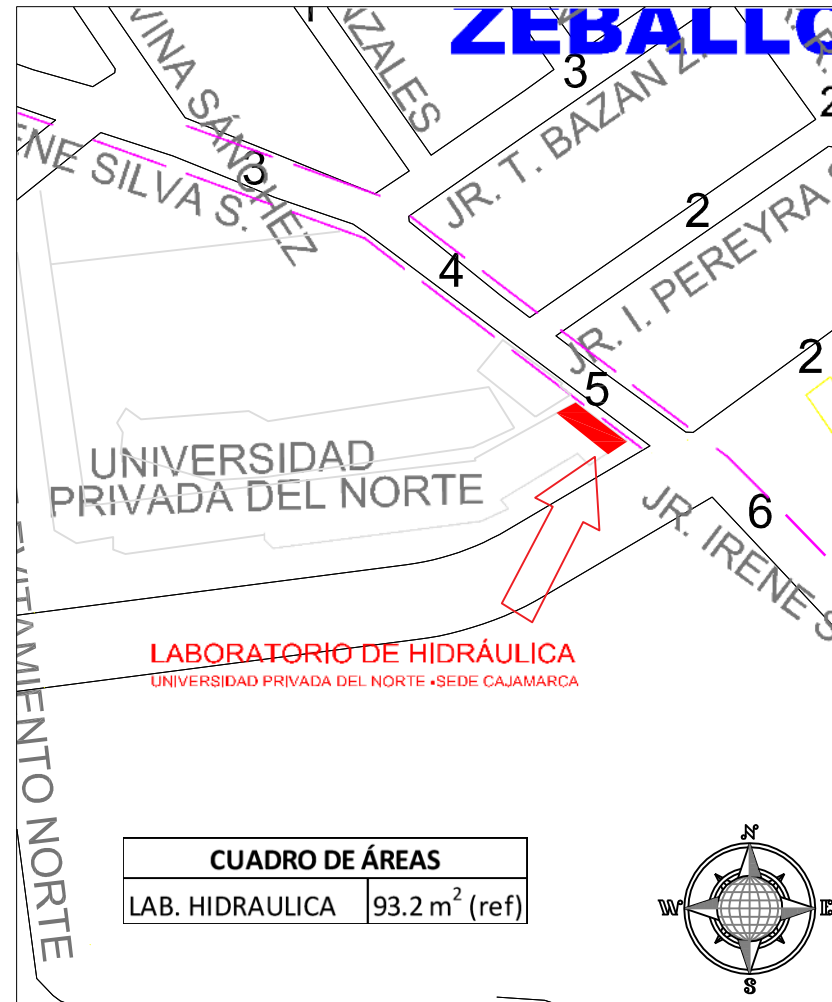 ZEBALLO
VINA SÁNCHEZ
NZALES
3
JR. T. BAZAN Z.
2
ENE SILVA S.
3
2
JR. I. PEREYRA S
4
2
5
UNIVERSIDAD
PRIVADA DEL NORTE
JR. IRENE S
6
LABORATORIO DE HIDRÁULICA
UNIVERSIDAD PRIVADA DEL NORTE - SEDE CAJAMARCA
EVITAMIENTO NORTE
CUADRO DE ÁREAS
LAB. HIDRAULICA 93.2 m² (ref)
N
W E
S